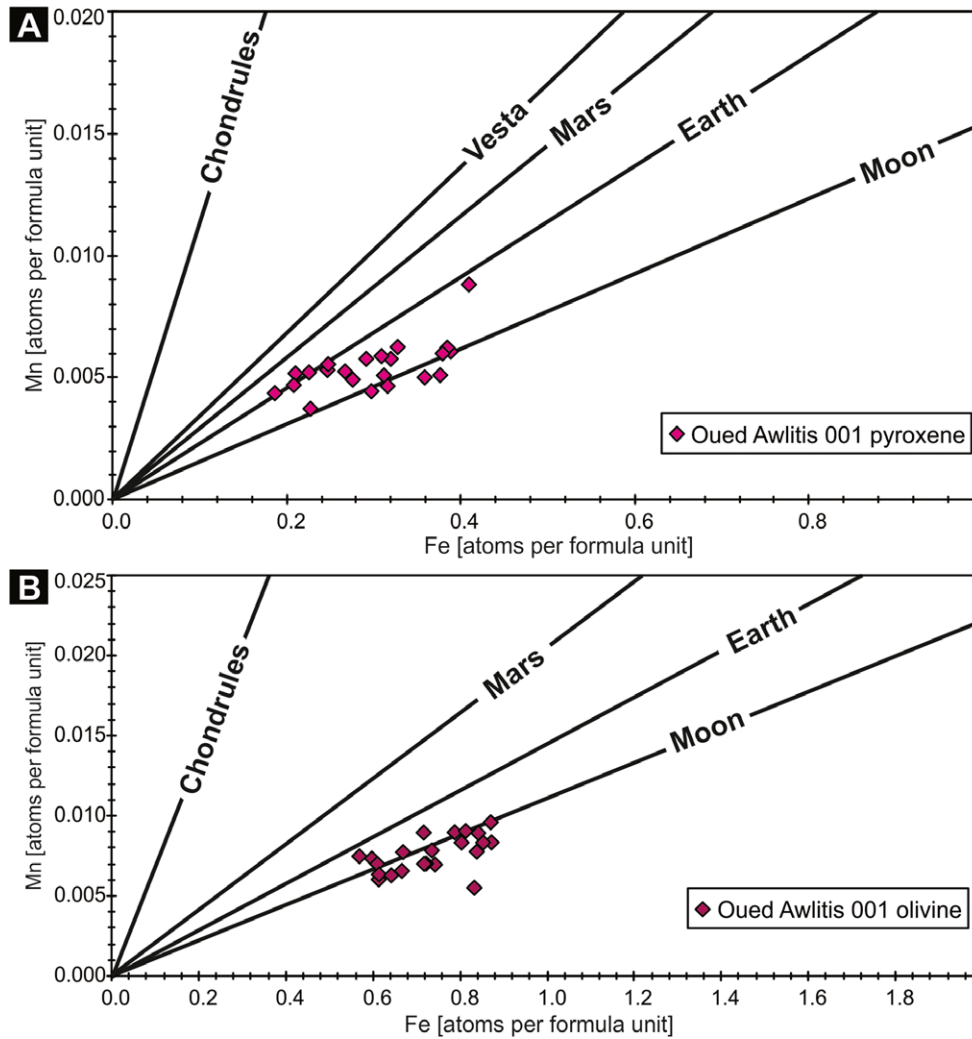 A
0.020
0.015
0.010
0.005
0.000
Mn [atoms per formula unit]
Chondrules
Vesta
Mars
Earth
Moon
Oued Awlitis 001 pyroxene
0.0 0.2 0.4 0.6 0.8
Fe [atoms per formula unit]
B
0.025
0.020
0.015
0.010
0.005
0.000
Mn [atoms per formula unit]
Chondrules
Mars
Earth
Moon
Oued Awlitis 001 olivine
0.0 0.2 0.4 0.6 0.8 1.0 1.2 1.4 1.6 1.8
Fe [atoms per formula unit]